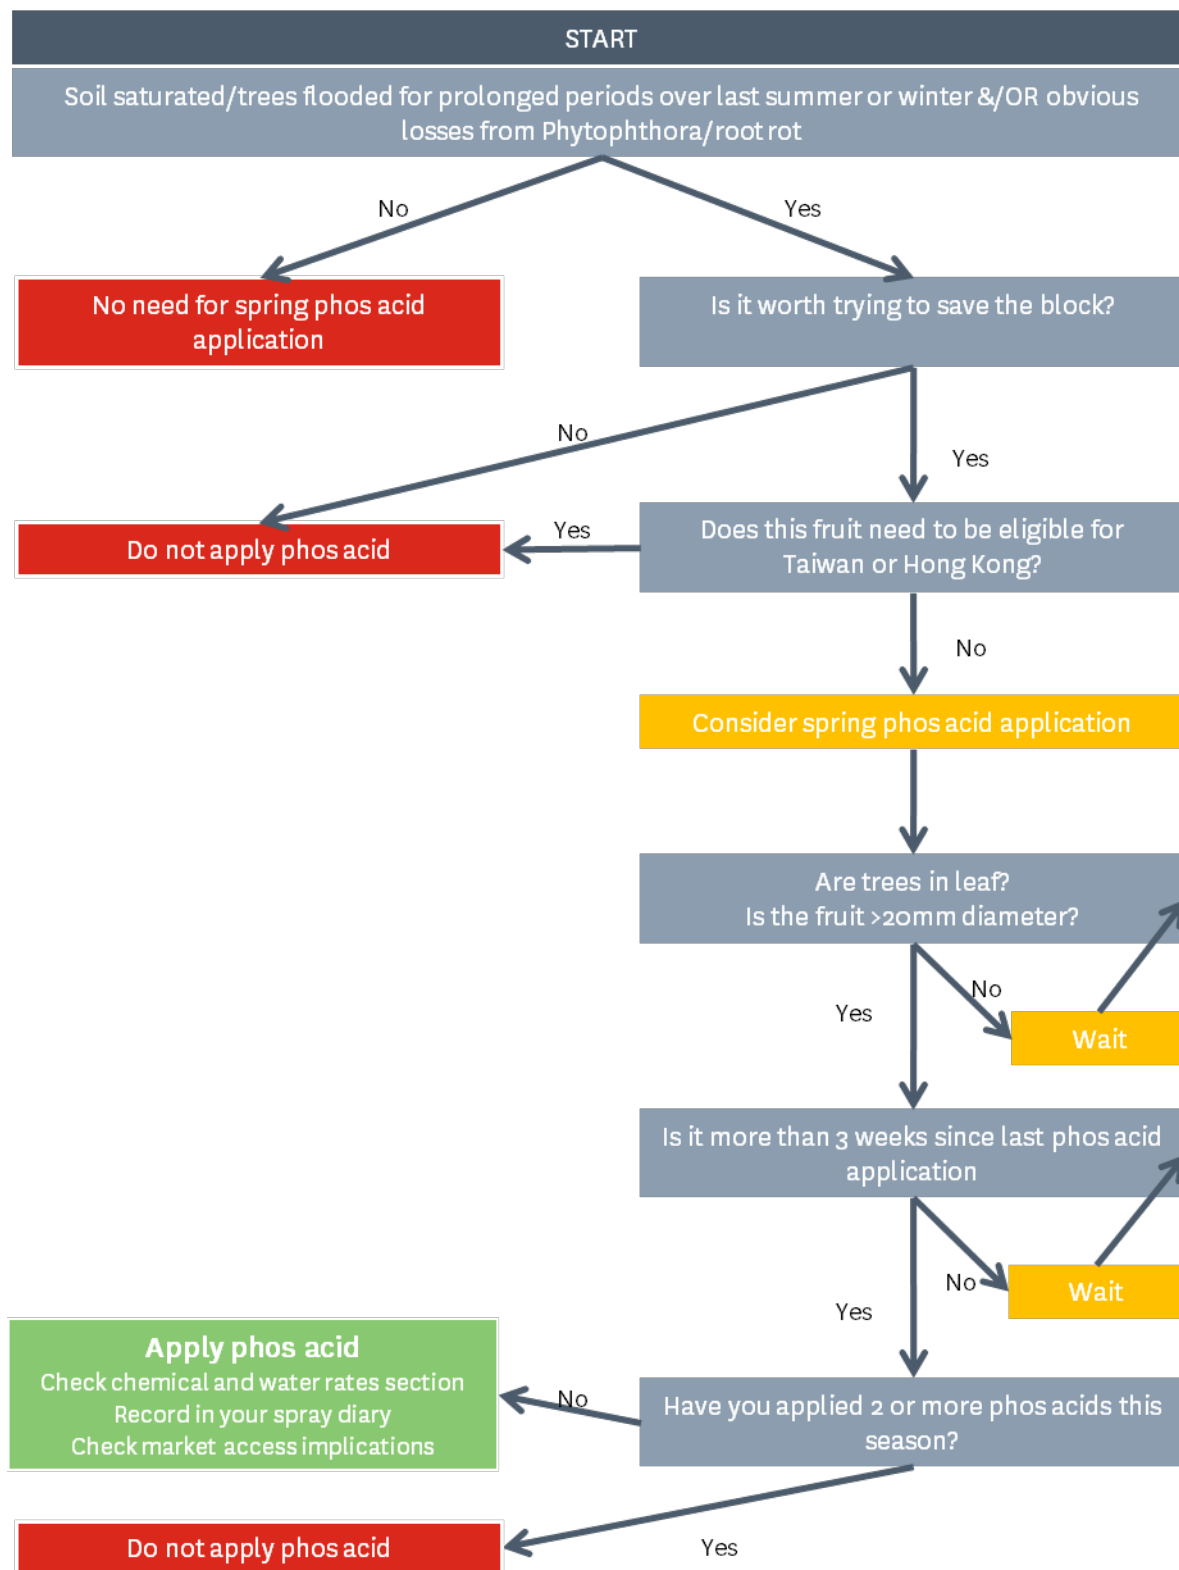 START
Soil saturated/trees flooded for prolonged periods over last summer or winter &/OR obvious
losses from Phytophthora/root rot
No
Yes
No need for spring phos acid
application
Is it worth trying to save the block?
No
Yes
Do not apply phos acid
Yes
Does this fruit need to be eligible for
Taiwan or Hong Kong?
No
Consider spring phos acid application
Are trees in leaf?
Is the fruit >20mm diameter?
No
Yes
Wait
Is it more than 3 weeks since last phos acid
application
No
Yes
Wait
Apply phos acid
Check chemical and water rates section
Record in your spray diary
Check market access implications
No
Have you applied 2 or more phos acids this
season?
Do not apply phos acid
Yes